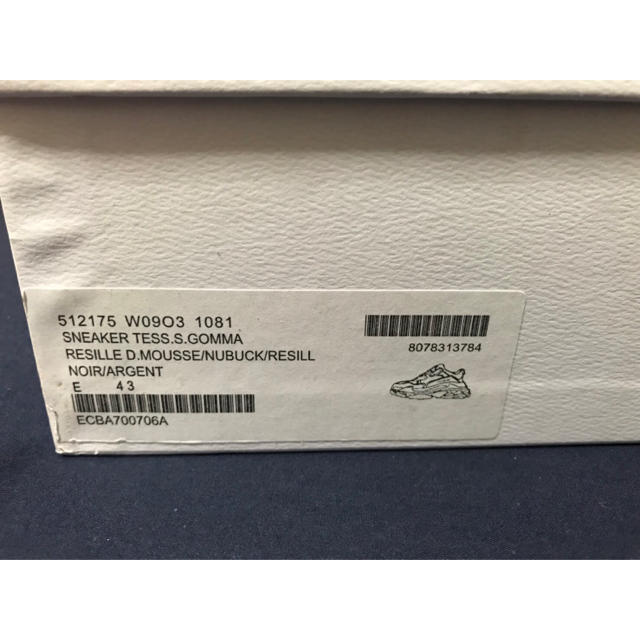 512175 W09O3 1081
SNEAKER TESS.S.GOMMA
RESILLE D.MOUSSE/NUBUCK/RESILL
NOIR/ARGENT
E 43
ECBA700706A
8078313784